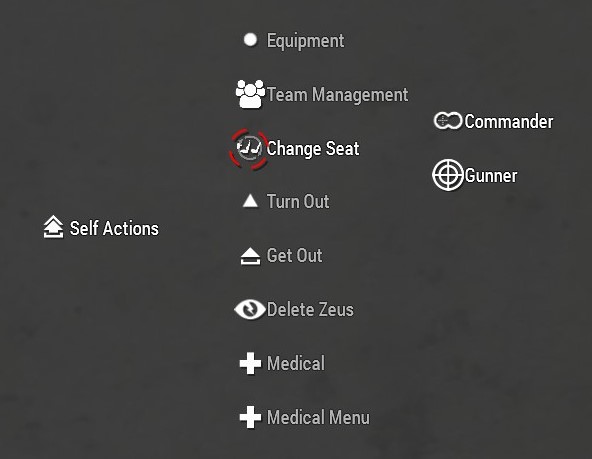 Self Actions
Equipment
Team Management
Change Seat
Turn Out
Get Out
Delete Zeus
Medical
Medical Menu
Commander
Gunner